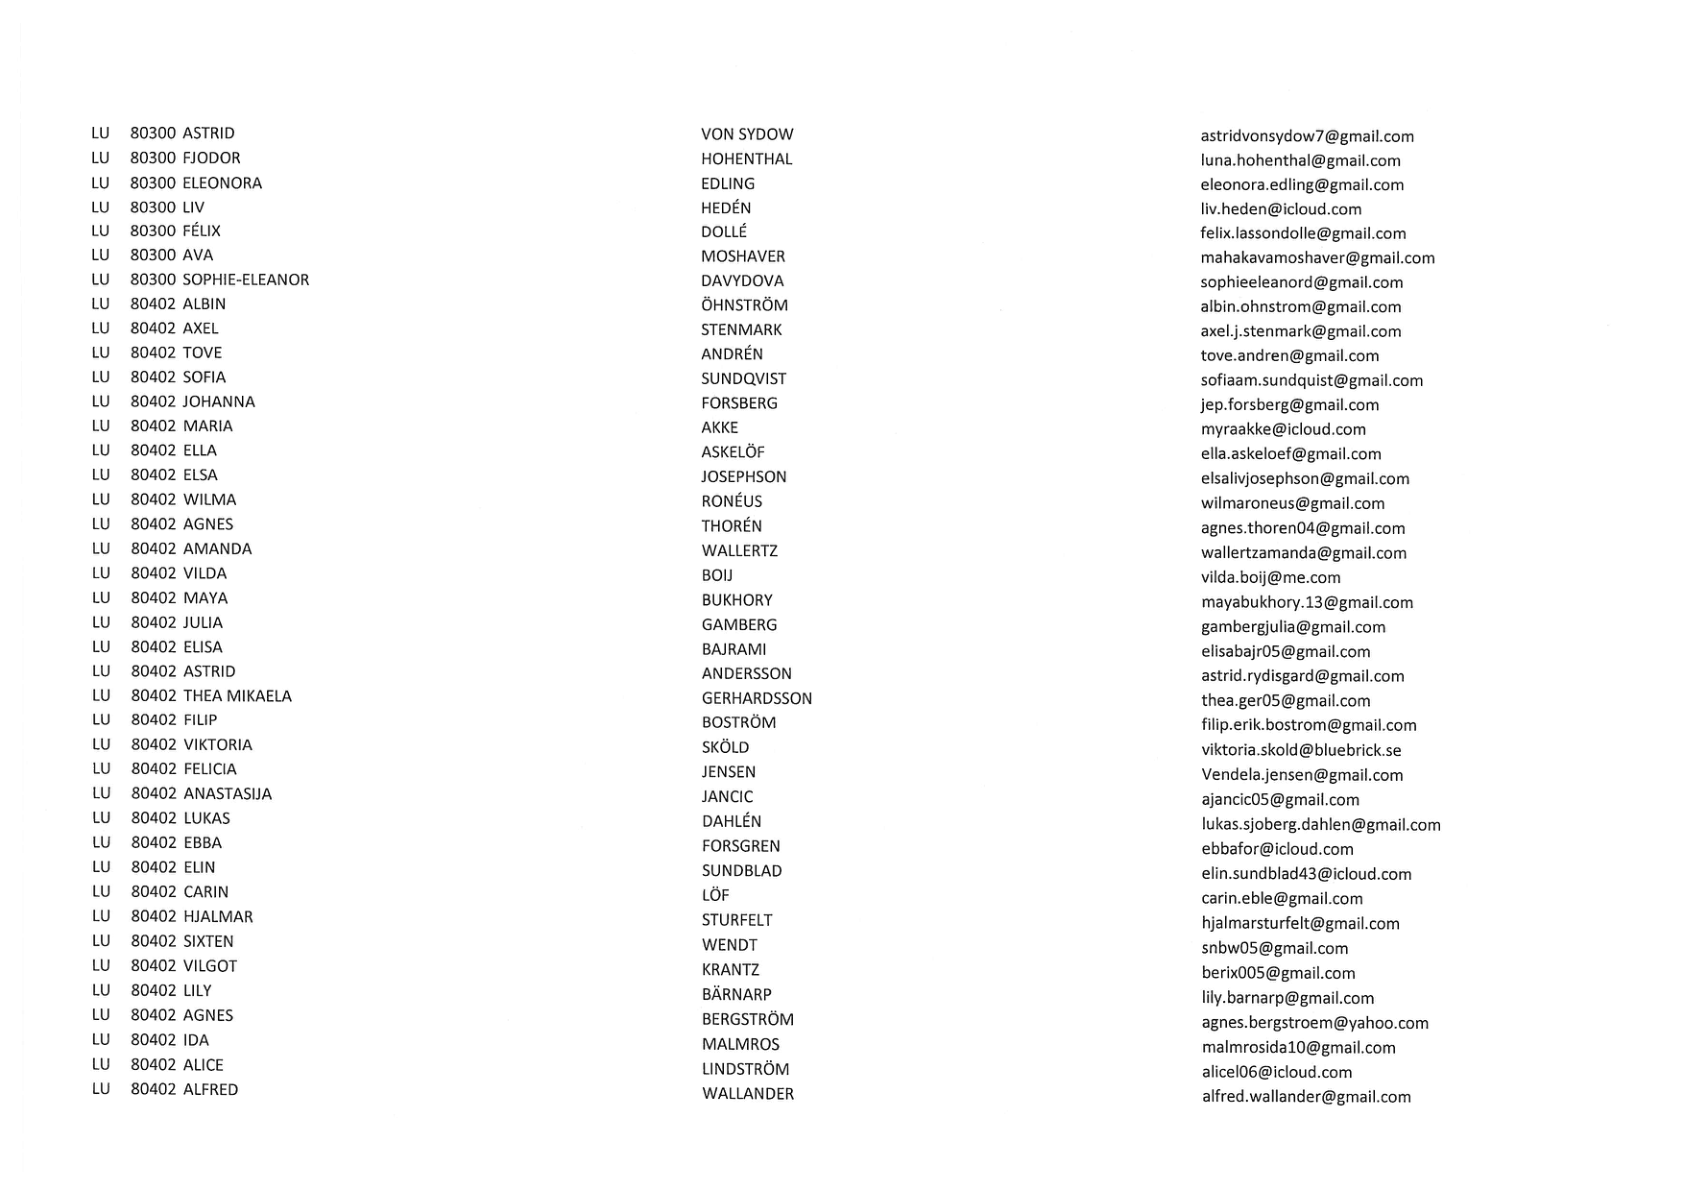 LU 80300 ASTRID VON SYDOW astridvonsydow7@gmail.com
LU 80300 FJODOR HOHENTHAL luna.hohenthal@gmail.com
LU 80300 ELEONORA EDLING eleonora.edling@gmail.com
LU 80300 LIV HEDÉN liv.heden@icloud.com
LU 80300 FÉLIX DOLLÉ felix.lassondolle@gmail.com
LU 80300 AVA MOSHAVER mahakavamoshaver@gmail.com
LU 80300 SOPHIE-ELEANOR DAVYDOVA sophieeleanord@gmail.com
LU 80402 ALBIN ÖHNSTRÖM albin.ohnstrom@gmail.com
LU 80402 AXEL STENMARK axel.j.stenmark@gmail.com
LU 80402 TOVE ANDRÉN tove.andren@gmail.com
LU 80402 SOFIA SUNDQVIST sofiaam.sundquist@gmail.com
LU 80402 JOHANNA FORSBERG jep.forsberg@gmail.com
LU 80402 MARIA AKKE myraakke@icloud.com
LU 80402 ELLA ASKELÖF ella.askeloef@gmail.com
LU 80402 ELSA JOSEPHSON elsalivjosephson@gmail.com
LU 80402 WILMA RONÉUS wilmaroneus@gmail.com
LU 80402 AGNES THORÉN agnes.thoren04@gmail.com
LU 80402 AMANDA WALLERTZ wallertzamanda@gmail.com
LU 80402 VILDA BOIJ vilda.boij@me.com
LU 80402 MAYA BUKHORY mayabukhory.13@gmail.com
LU 80402 JULIA GAMBERG gambergjulia@gmail.com
LU 80402 ELISA BAJRAMI elisabajr05@gmail.com
LU 80402 ASTRID ANDERSSON astrid.rydisgard@gmail.com
LU 80402 THEA MIKAELA GERHARDSSON thea.ger05@gmail.com
LU 80402 FILIP BOSTRÖM filip.erik.bostrom@gmail.com
LU 80402 VIKTORIA SKÖLD viktoria.skold@bluebrick.se
LU 80402 FELICIA JENSEN Vendela.jensen@gmail.com
LU 80402 ANASTASIJA JANCIC ajancic05@gmail.com
LU 80402 LUKAS DAHLÉN lukas.sjoberg.dahlen@gmail.com
LU 80402 EBBA FORSGREN ebbafor@icloud.com
LU 80402 ELIN SUNDBLAD elin.sundblad43@icloud.com
LU 80402 CARIN LÖF carin.eble@gmail.com
LU 80402 HJALMAR STURFELT hjalmarsturfelt@gmail.com
LU 80402 SIXTEN WENDT snbw05@gmail.com
LU 80402 VILGOT KRANTZ berix005@gmail.com
LU 80402 LILY BÄRNARP lily.barnarp@gmail.com
LU 80402 AGNES BERGSTRÖM agnes.bergstroem@yahoo.com
LU 80402 IDA MALMROS malmrosida10@gmail.com
LU 80402 ALICE LINDSTRÖM alicel06@icloud.com
LU 80402 ALFRED WALLANDER alfred.wallander@gmail.com